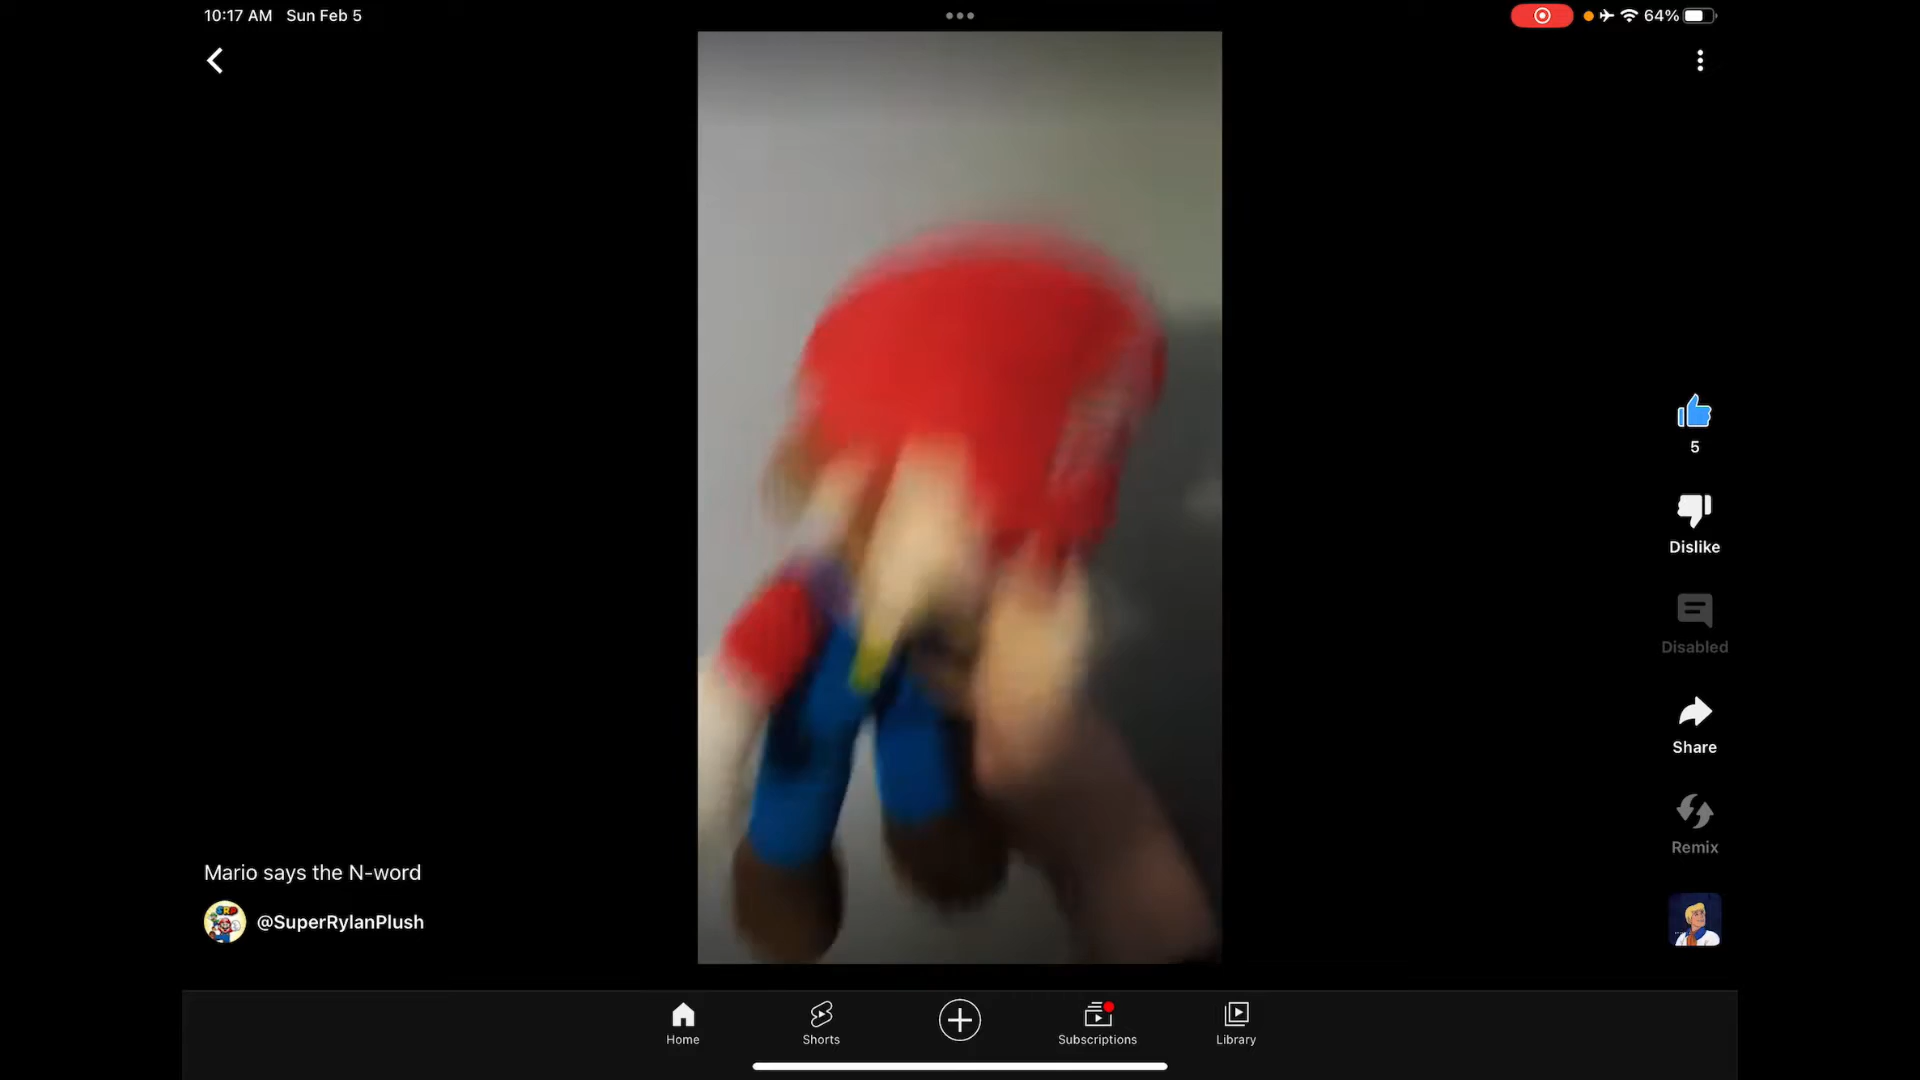 10:17 AM Sun Feb 5
64%
5
Dislike
Disabled
Share
Remix
Mario says the N-word
@SuperRylanPlush
Home
Shorts
Subscriptions
Library